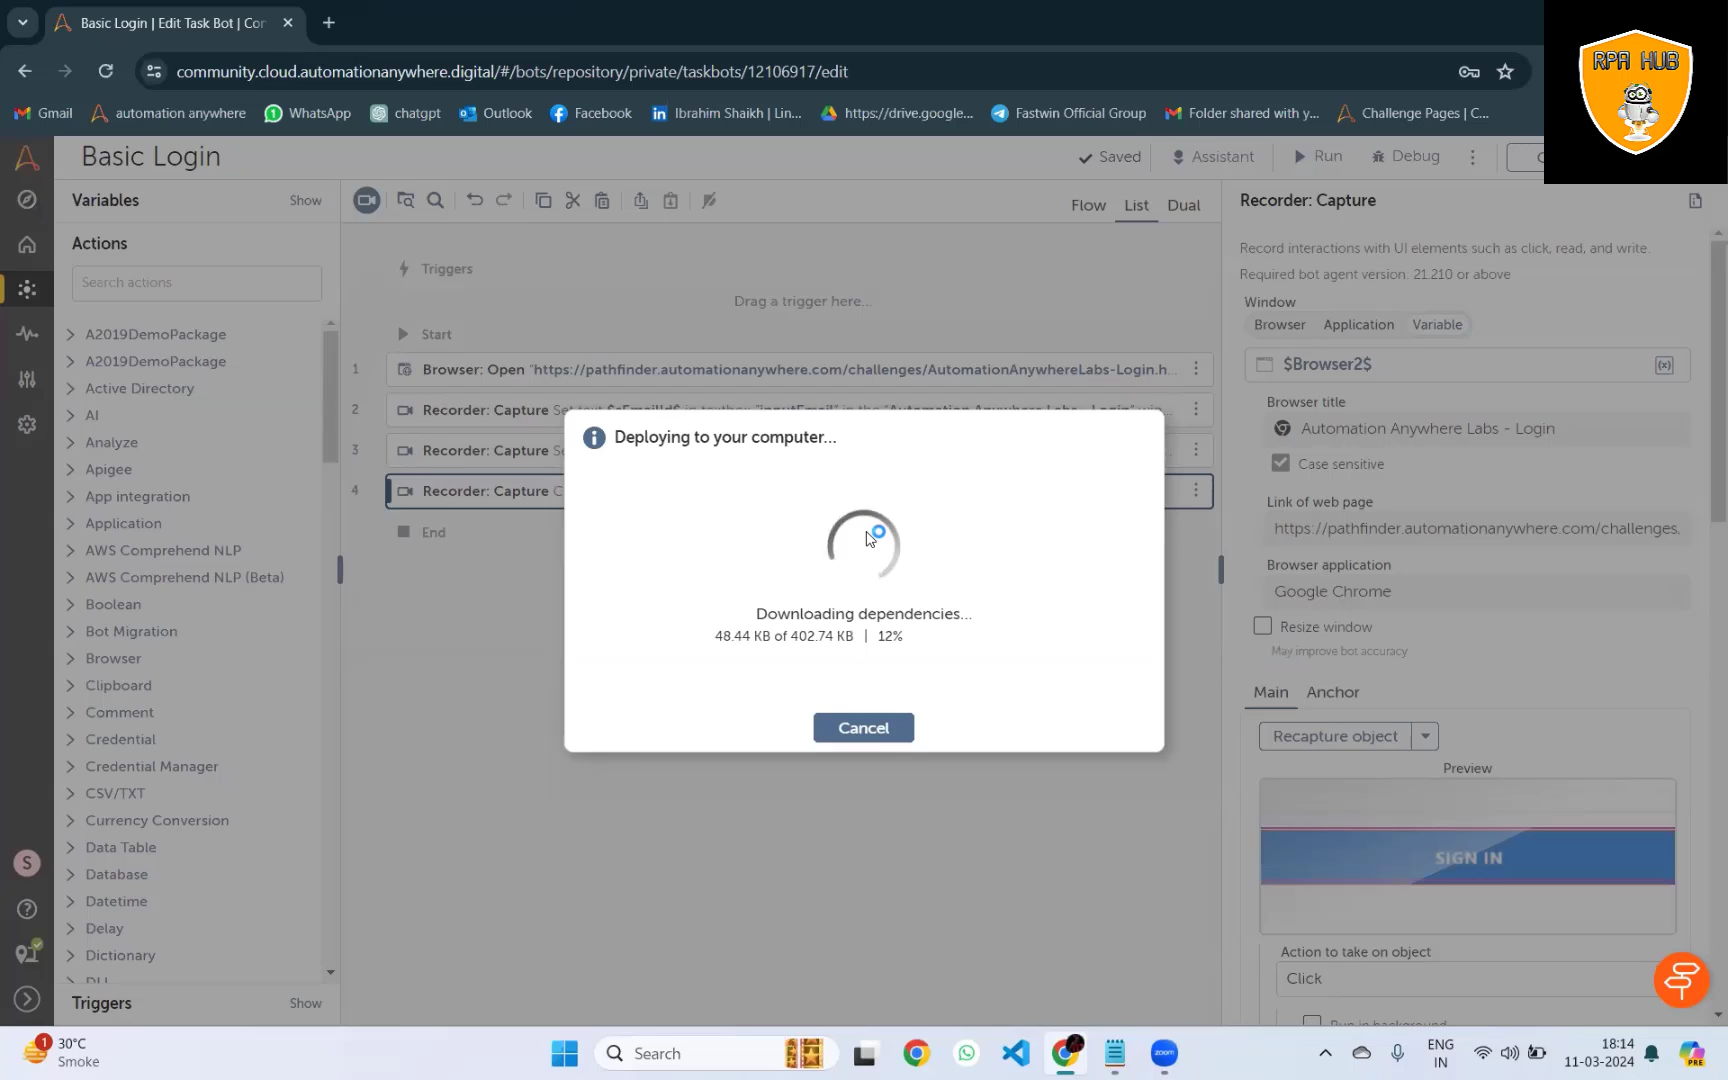 Basic Login | Edit Task Bot | Cor
community.cloud.automationanywhere.digital/#/bots/repository/private/taskbots/12106917/edit
Gmail automation anywhere WhatsApp chatgpt Outlook Facebook Ibrahim Shaikh | Lin... https://drive.google... Fastwin Official Group Folder shared with y... Challenge Pages | C...
RPA HUB
Basic Login
Saved Assistant Run Debug
Variables Show
Flow List Dual
Recorder: Capture
Actions
Search actions
Record interactions with UI elements such as click, read, and write.
Required bot agent version. 21.210 or above
Triggers
Drag a trigger here...
Start
Window
Browser Application Variable
$Browser2$
1 Browser: Open "https://pathfinder.automationanywhere.com/challenges/AutomationAnywhereLabs-Login.h...
2 Recorder: Capture
3 Recorder: Capture
4 Recorder: Capture
End
A2019DemoPackage
A2019DemoPackage
Active Directory
AI
Analyze
Apigee
App integration
Application
AWS Comprehend NLP
AWS Comprehend NLP (Beta)
Boolean
Bot Migration
Browser
Clipboard
Comment
Credential
Credential Manager
CSV/TXT
Currency Conversion
Data Table
Database
Datetime
Delay
Dictionary
Triggers Show
S
Deploying to your computer...
Downloading dependencies...
48.44 KB of 402.74 KB | 12%
Cancel
Browser title
Automation Anywhere Labs - Login
Case sensitive
Link of web page
https://pathfinder.automationanywhere.com/challenges.
Browser application
Google Chrome
Resize window
May improve bot accuracy
Main Anchor
Recapture object
Preview
SIGN IN
Action to take on object
Click
1
30°C
Smoke
Search
zoom
ENG
IN
18:14
11-03-2024
PRE